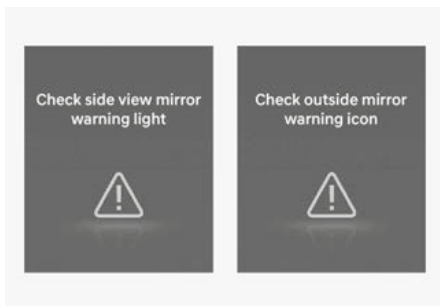 Check side view mirror
warning light
Check outside mirror
warning icon